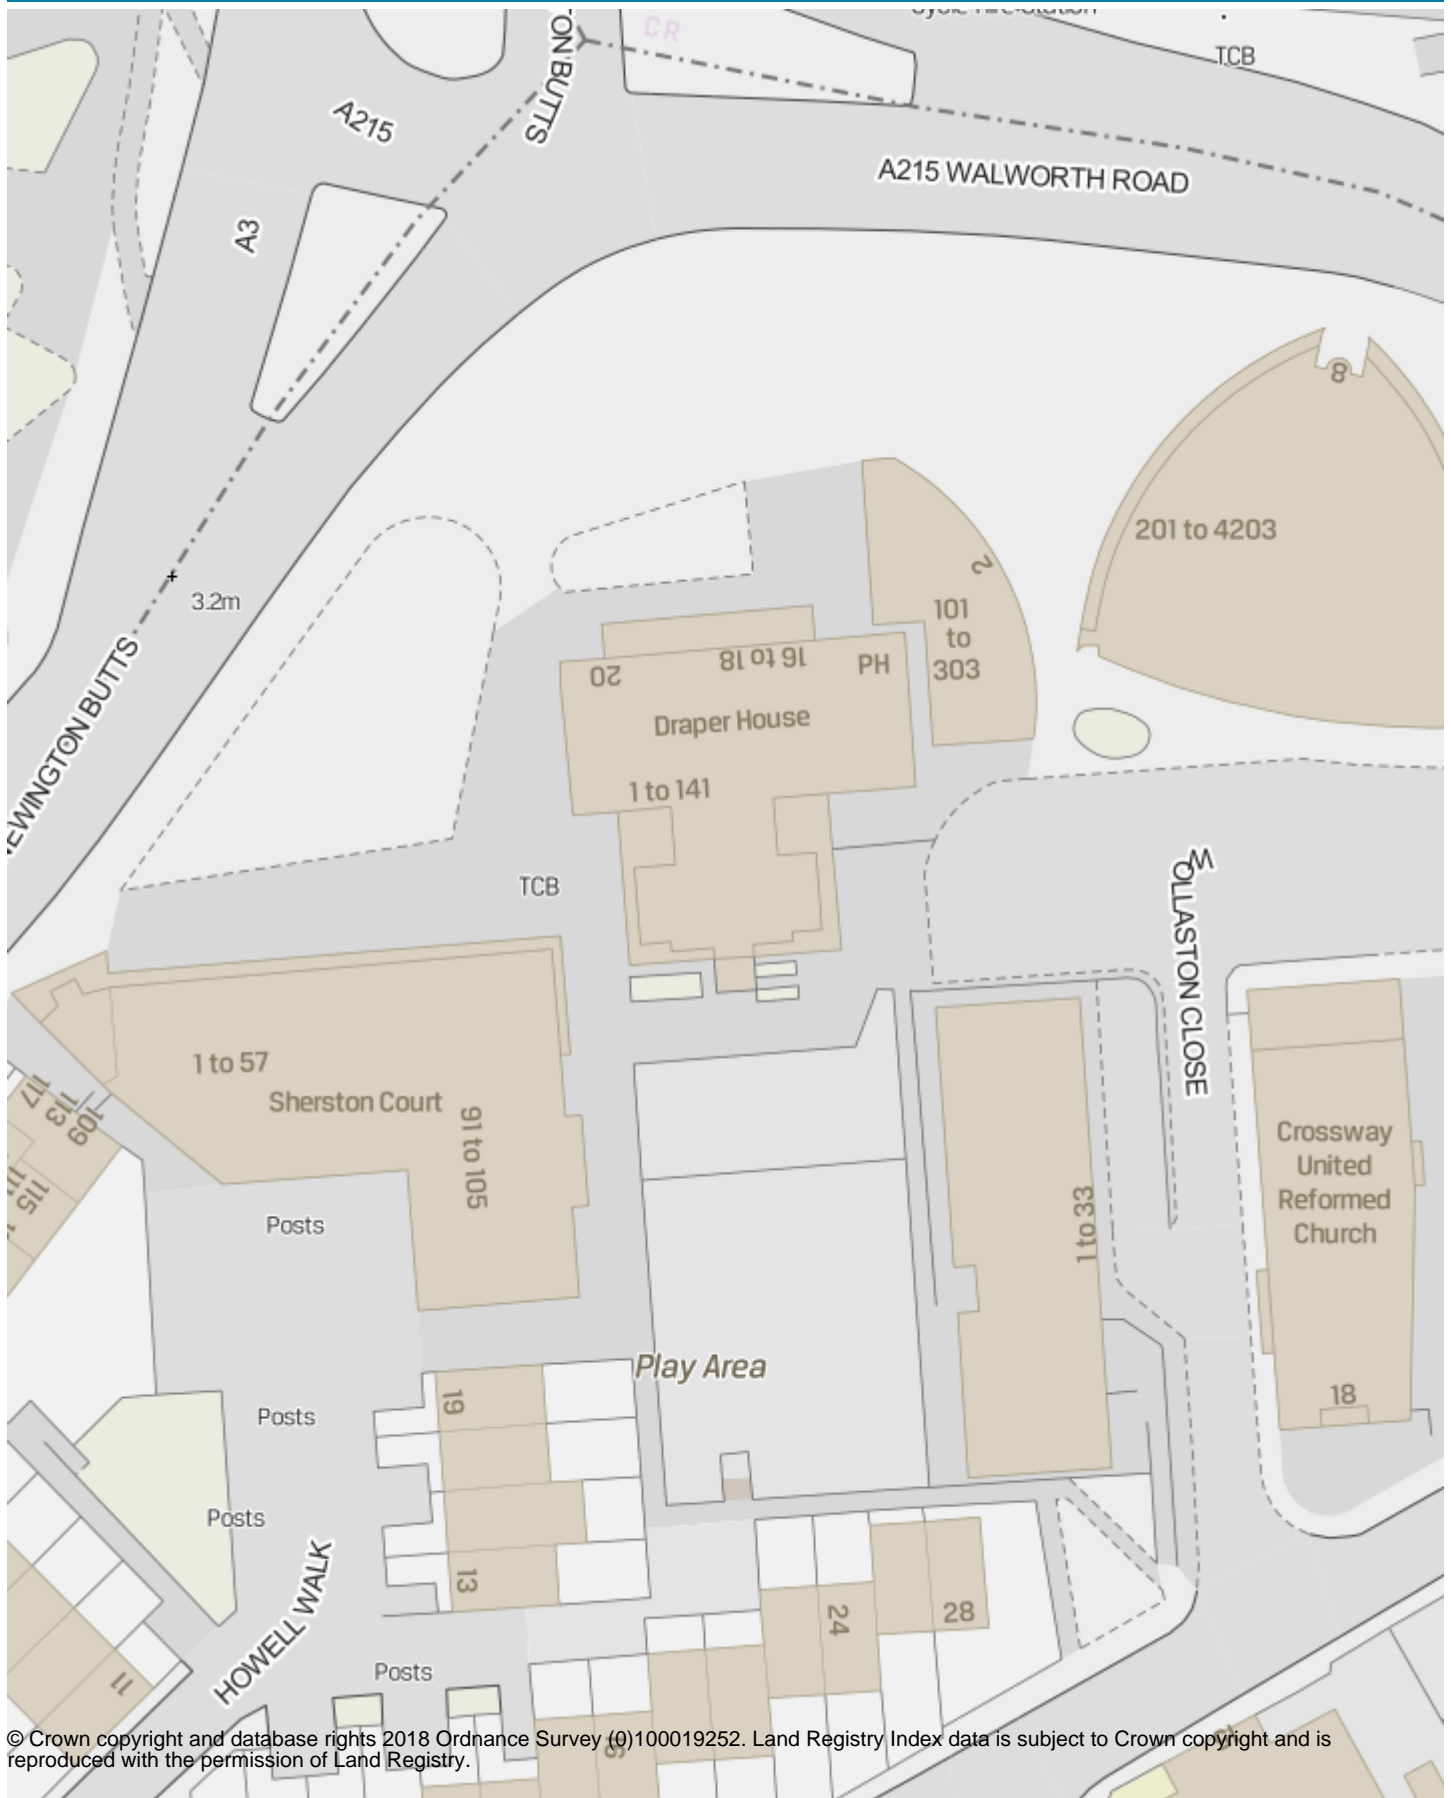 CR
TCB
A215
A215 WALWORTH ROAD
A3
8
201 to 4203
2
101
to
303
3.2m
20
16 to 18
PH
Draper House
1 to 141
TCB
WOLLASTON CLOSE
1 to 57
Sherston Court
91 to 105
117
113
109
115
Crossway
United
Reformed
Church
1 to 33
Posts
Play Area
19
18
Posts
Posts
HOWELL WALK
13
24
28
11
Posts
© Crown copyright and database rights 2018 Ordnance Survey (0)100019252. Land Registry Index data is subject to Crown copyright and is
reproduced with the permission of Land Registry.